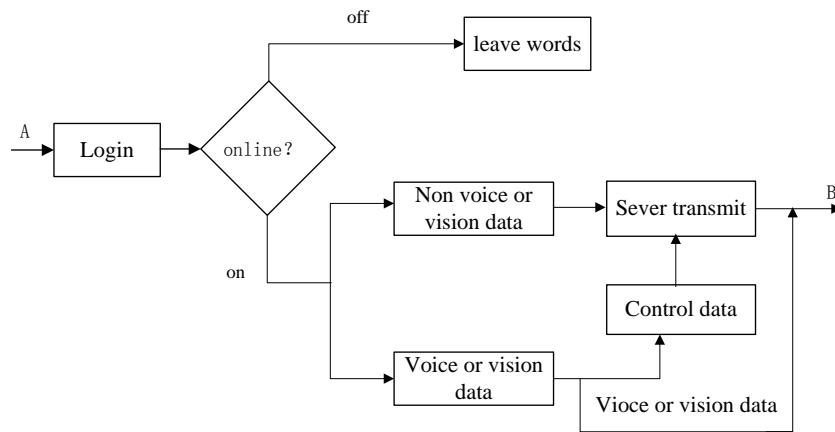 off
leave words
A
Login
online?
B
Non voice or
vision data
Sever transmit
on
Control data
Voice or vision
data
Vioce or vision data